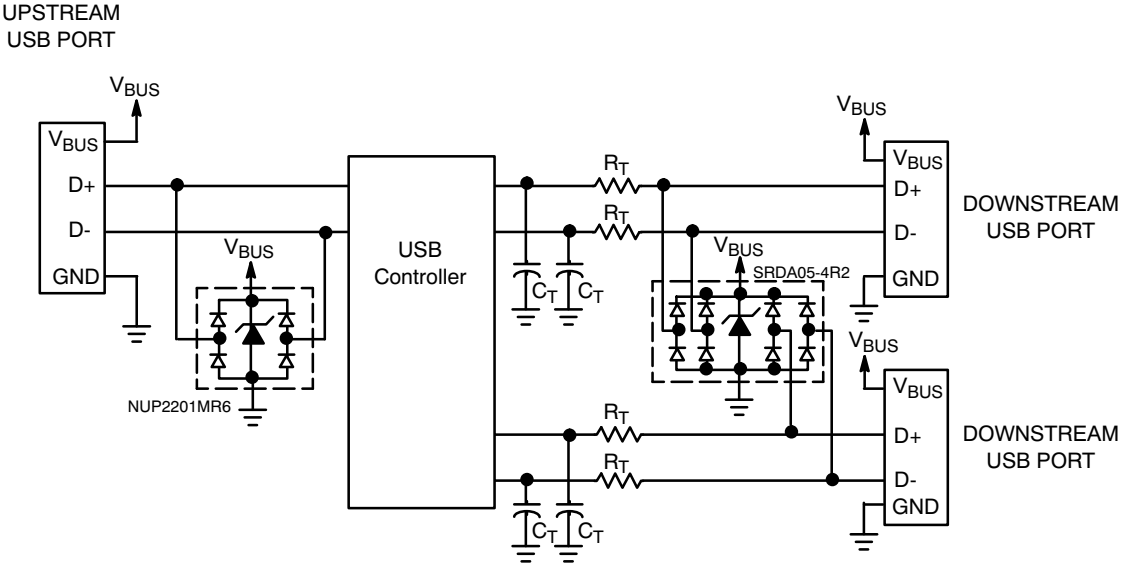 UPSTREAM
USB PORT
VBUS
VBUS
D+
D-
GND
VBUS
NUP2201MR6
USB
Controller
RT
RT
CT
CT
VBUS
SRDA05-4R2
VBUS
VBUS
D+
D-
GND
DOWNSTREAM
USB PORT
RT
RT
CT
CT
VBUS
VBUS
D+
D-
GND
DOWNSTREAM
USB PORT